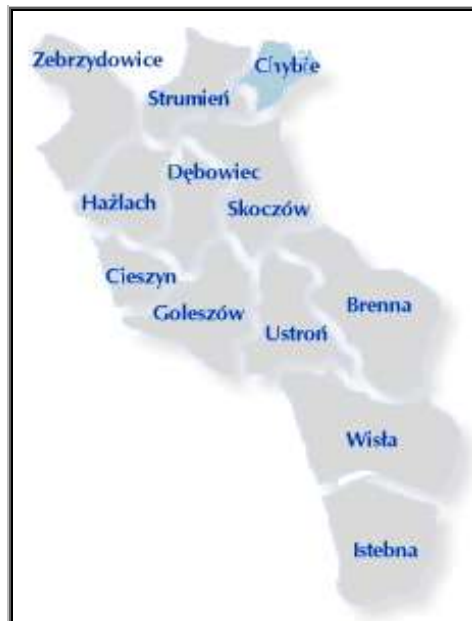 Zebrzydowice
Chybie
Strumień
Dębowiec
Hażlach
Skoczów
Cieszyn
Goleszów
Brenna
Ustroń
Wisła
Istebna